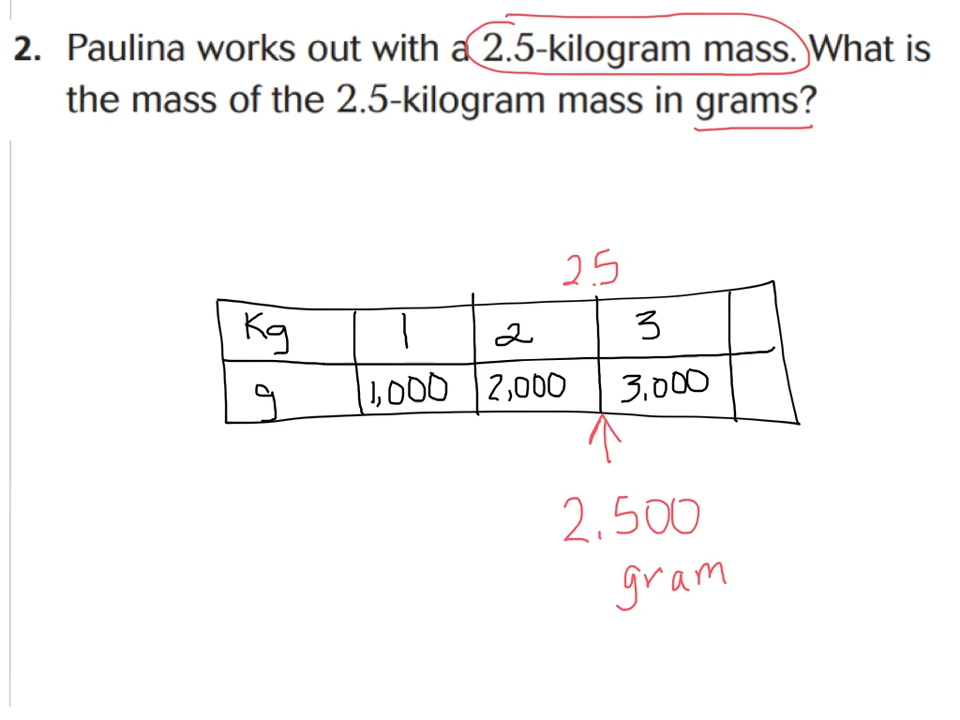 2. Paulina works out with a 2.5-kilogram mass. What is
the mass of the 2.5-kilogram mass in grams?
2.5
Kg 1 2 3
g 1,000 2,000 3,000
2,500
gram